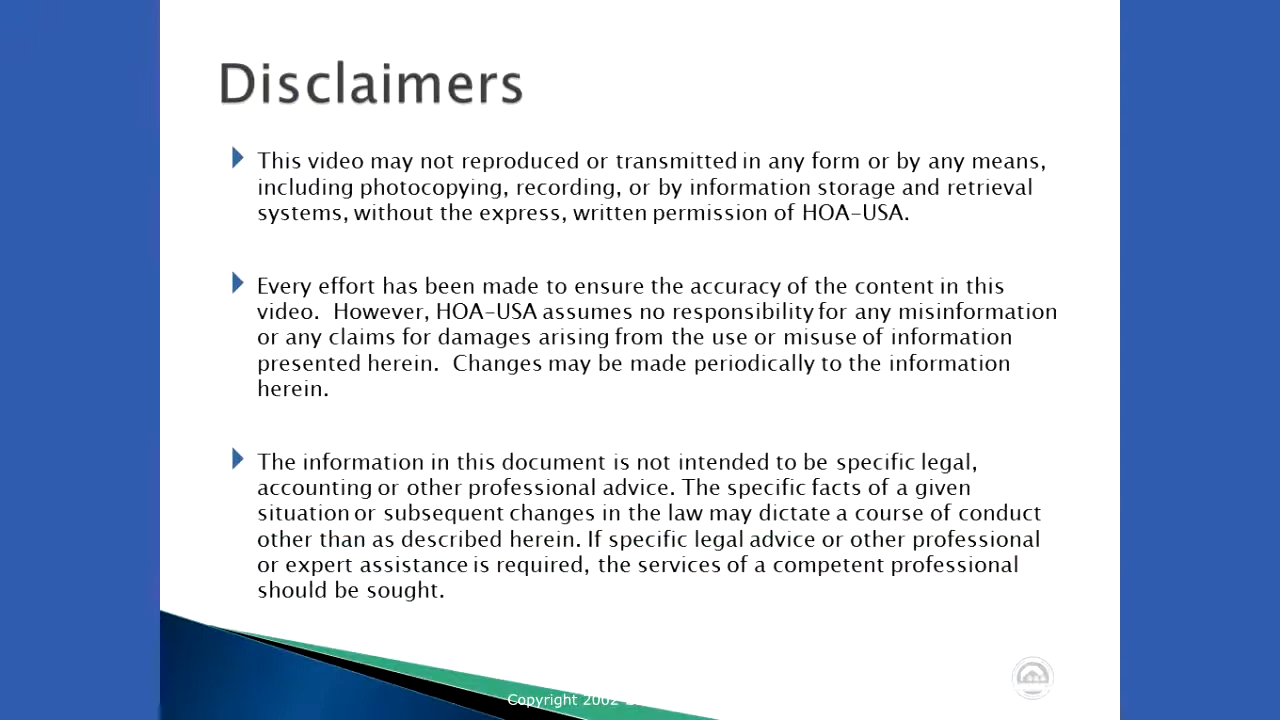 Disclaimers
This video may not reproduced or transmitted in any form or by any means,
including photocopying, recording, or by information storage and retrieval
systems, without the express, written permission of HOA-USA.
Every effort has been made to ensure the accuracy of the content in this
video.  However, HOA-USA assumes no responsibility for any misinformation
or any claims for damages arising from the use or misuse of information
presented herein.  Changes may be made periodically to the information
herein.
The information in this document is not intended to be specific legal,
accounting or other professional advice. The specific facts of a given
situation or subsequent changes in the law may dictate a course of conduct
other than as described herein. If specific legal advice or other professional
or expert assistance is required, the services of a competent professional
should be sought.
Copyright 2002